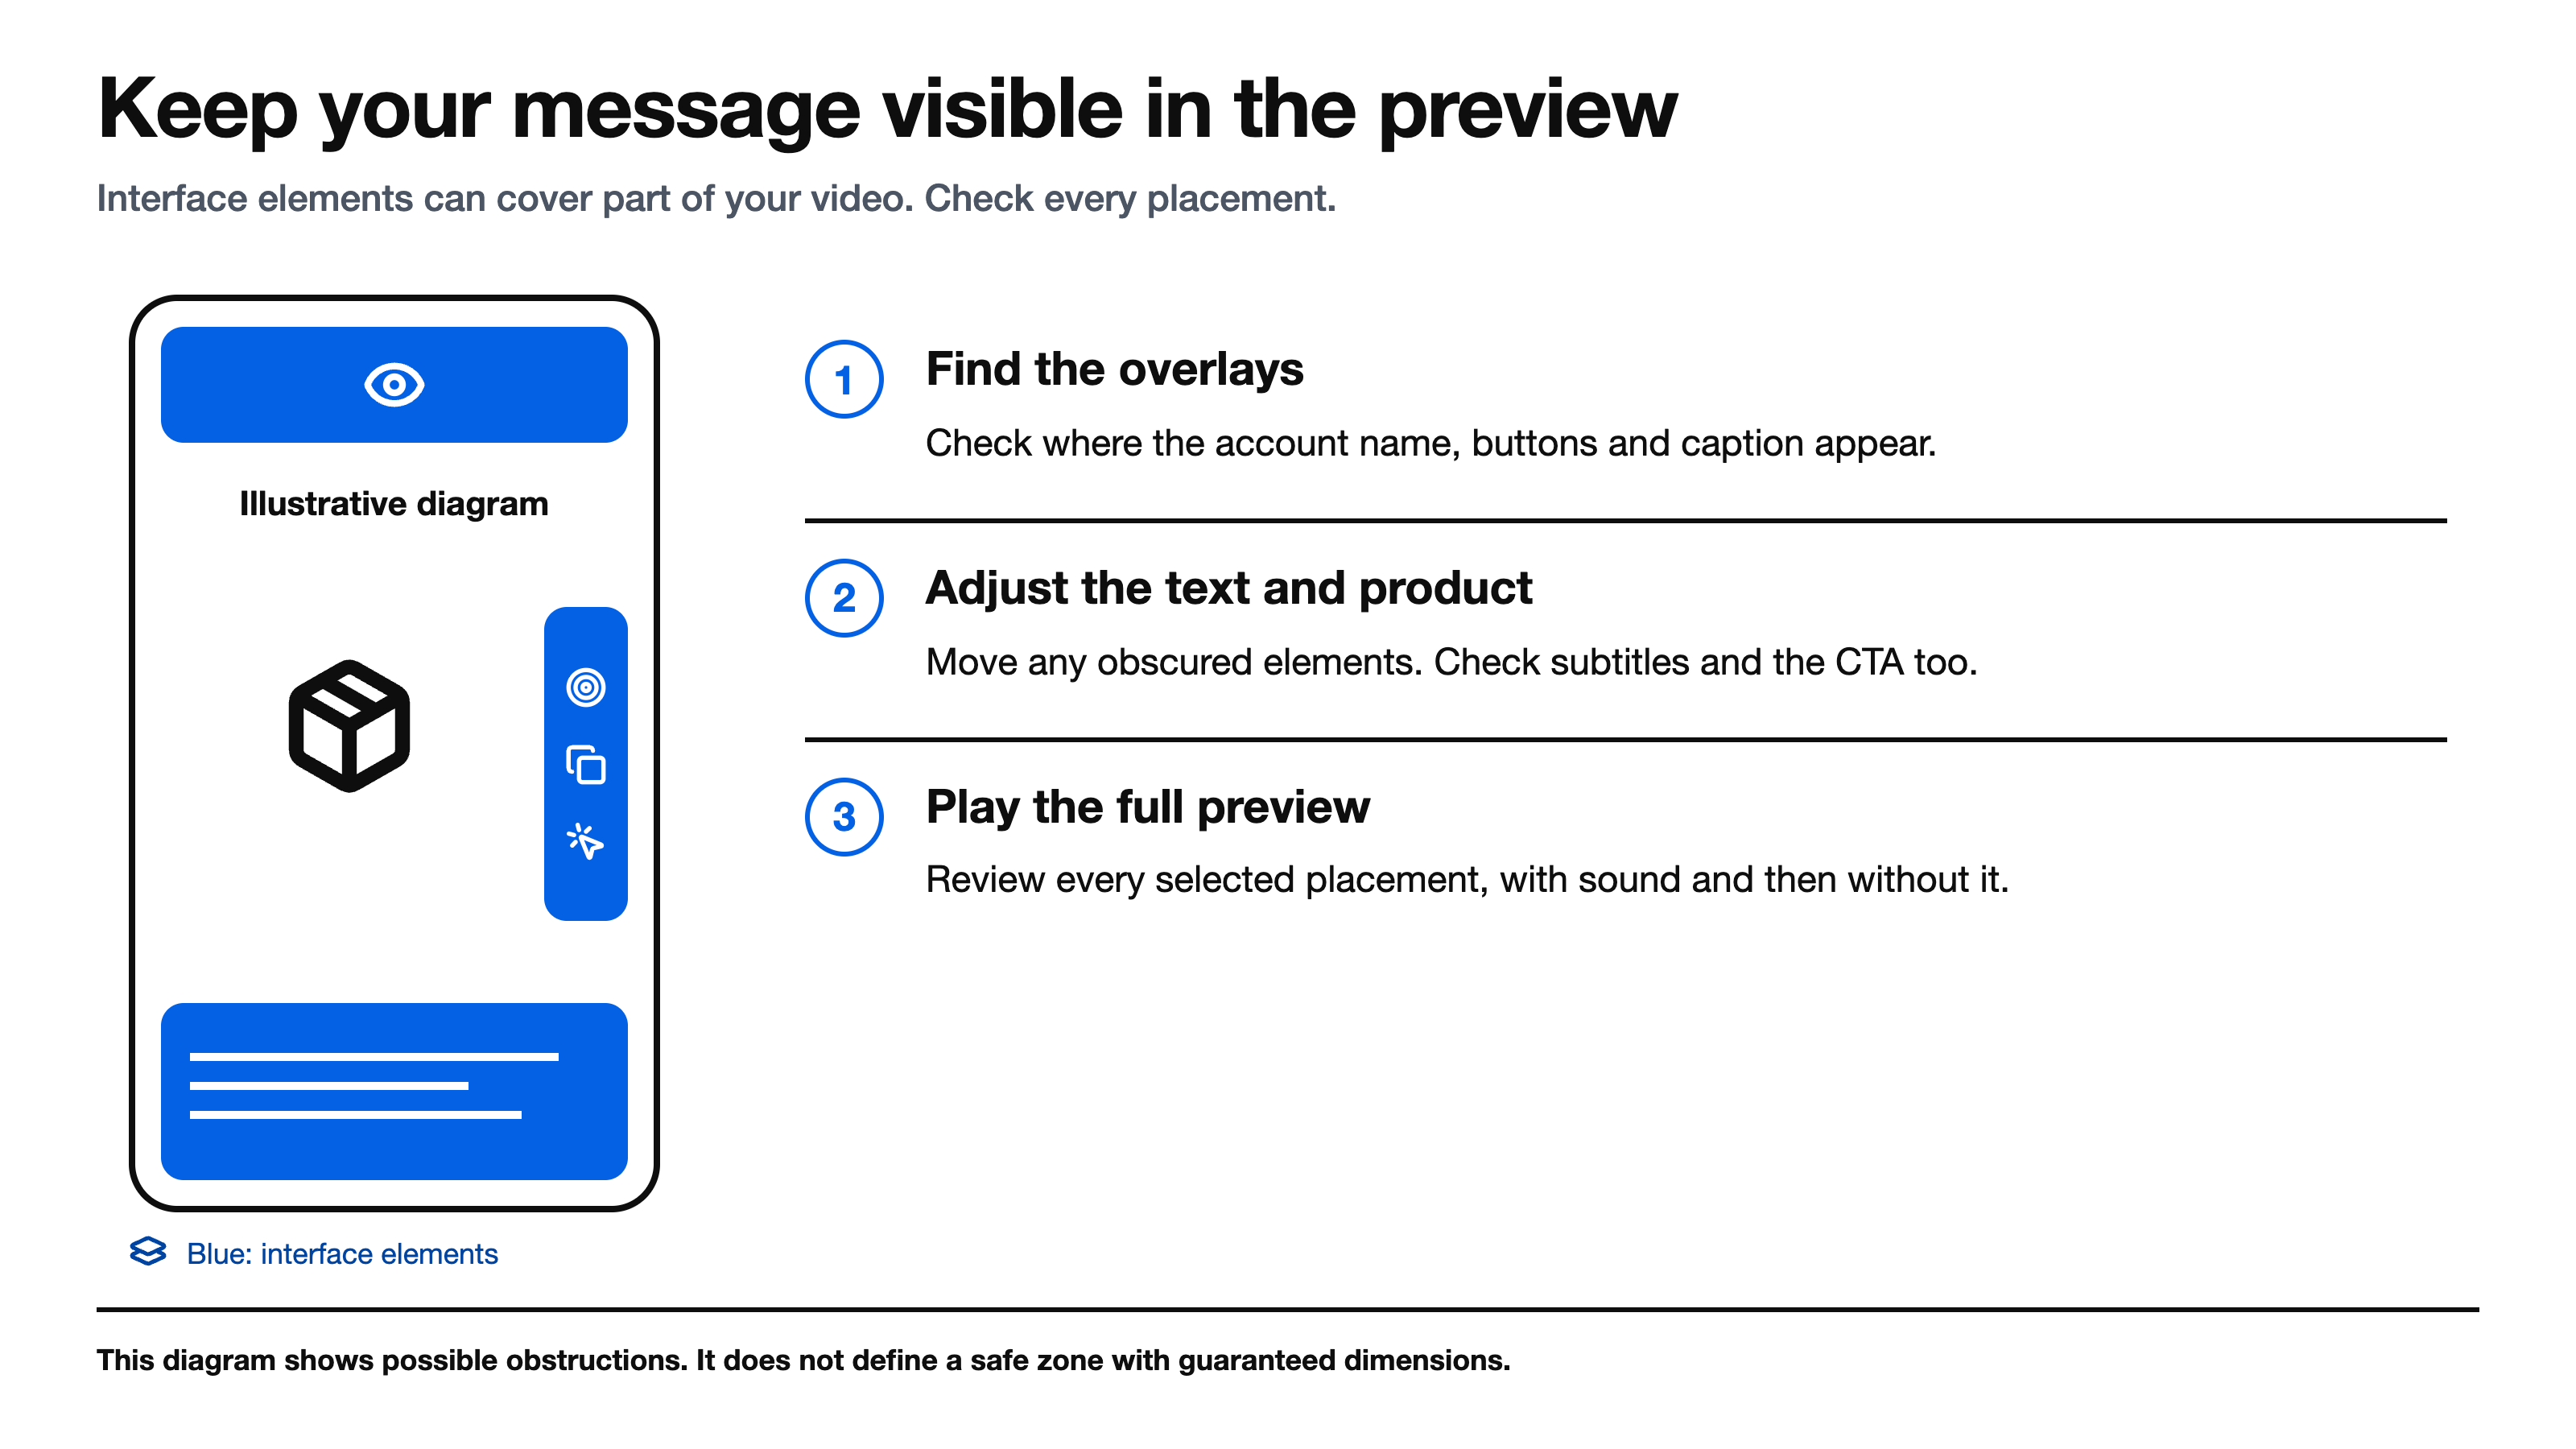 Keep your message visible in the preview
Interface elements can cover part of your video. Check every placement.
Illustrative diagram
Blue: interface elements
1
Find the overlays
Check where the account name, buttons and caption appear.
2
Adjust the text and product
Move any obscured elements. Check subtitles and the CTA too.
3
Play the full preview
Review every selected placement, with sound and then without it.
This diagram shows possible obstructions. It does not define a safe zone with guaranteed dimensions.